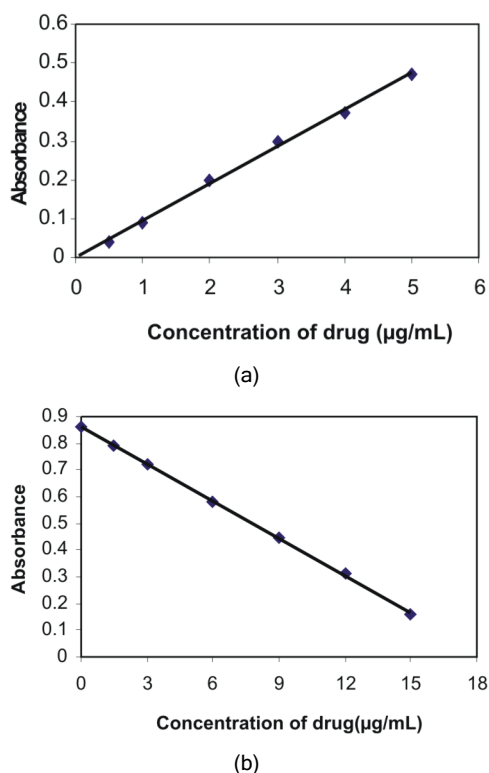 0.6
0.5
0.4
0.3
0.2
0.1
0
Absorbance
0 1 2 3 4 5 6
Concentration of drug (µg/mL)
(a)
0.9
0.8
0.7
0.6
0.5
0.4
0.3
0.2
0.1
0
Absorbance
0 3 6 9 12 15 18
Concentration of drug(µg/mL)
(b)